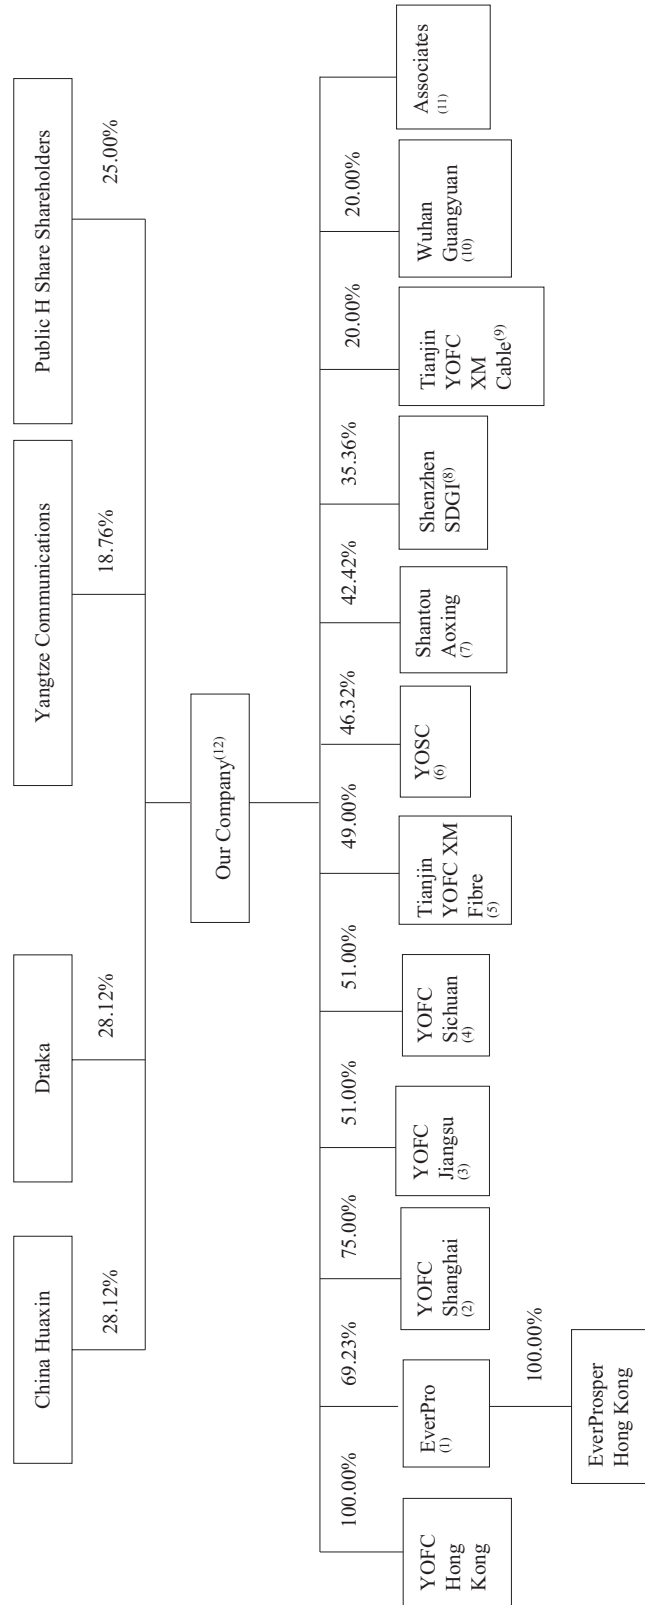 China Huaxin
Draka
Yangtze Communications
Public H Share Shareholders
28.12%
28.12%
18.76%
25.00%
Our Company(12)
100.00%
69.23%
75.00%
51.00%
51.00%
49.00%
46.32%
42.42%
35.36%
20.00%
20.00%
YOFC
Hong
Kong
EverPro
(1)
YOFC
Shanghai
(2)
YOFC
Jiangsu
(3)
YOFC
Sichuan
(4)
Tianjin
YOFC XM
Fibre
(5)
YOSC
(6)
Shantou
Aoxing
(7)
Shenzhen
SDGI(8)
Tianjin
YOFC
XM
Cable(9)
Wuhan
Guangyuan
(10)
Associates
(11)
100.00%
EverProsper
Hong Kong